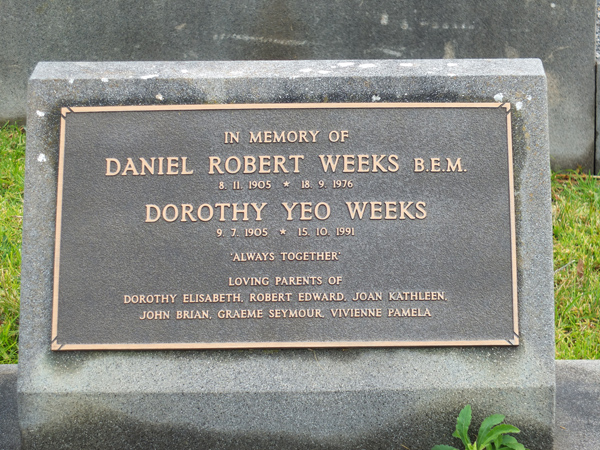 IN MEMORY OF
DANIEL ROBERT WEEKS B.E.M.
8. 11. 1905 ★ 18. 9. 1976
DOROTHY YEO WEEKS
9. 7. 1905 ★ 15. 10. 1991
"ALWAYS TOGETHER"
LOVING PARENTS OF
DOROTHY ELISABETH, ROBERT EDWARD, JOAN KATHLEEN,
JOHN BRIAN, GRAEME SEYMOUR, VIVIENNE PAMELA